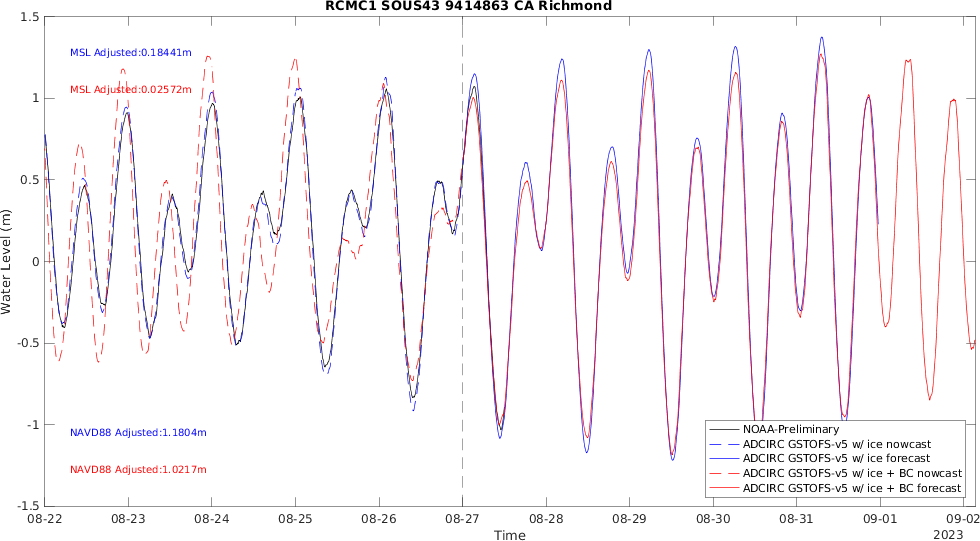 RCMC1 SOUS43 9414863 CA Richmond
1.5
1
0.5
0
-0.5
-1
-1.5
Water Level (m)
MSL Adjusted:0.18441m
MSL Adjusted:0.02572m
NAVD88 Adjusted:1.1804m
NAVD88 Adjusted:1.0217m
NOAA-Preliminary
ADCIRC GSTOFS-v5 w/ ice nowcast
ADCIRC GSTOFS-v5 w/ ice forecast
ADCIRC GSTOFS-v5 w/ ice + BC nowcast
ADCIRC GSTOFS-v5 w/ ice + BC forecast
08-22 08-23 08-24 08-25 08-26 08-27 08-28 08-29 08-30 08-31 09-01 09-02
Time
2023